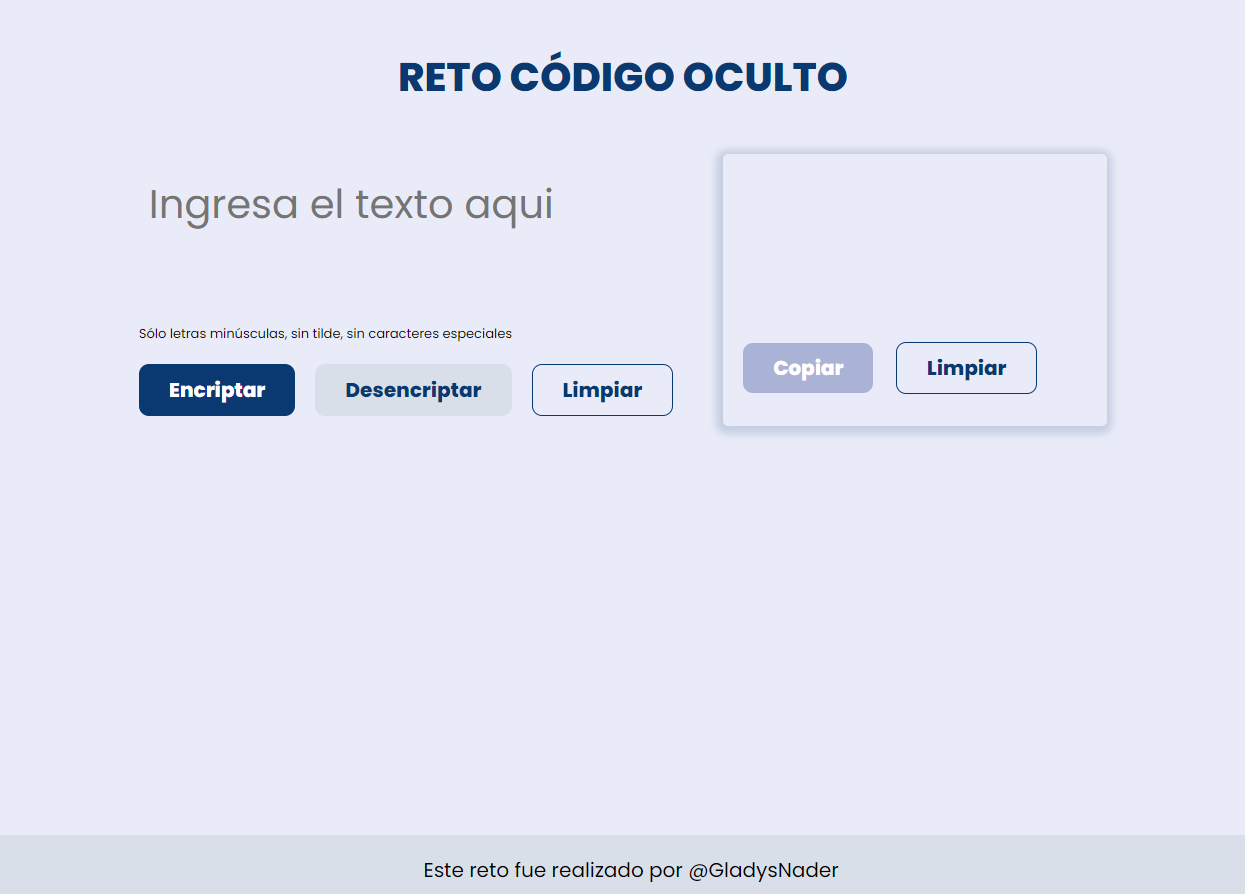 RETO CÓDIGO OCULTO
Ingresa el texto aqui
Sólo letras minúsculas, sin tilde, sin caracteres especiales
Encriptar Desencriptar Limpiar
Copiar Limpiar
Este reto fue realizado por @GladysNader